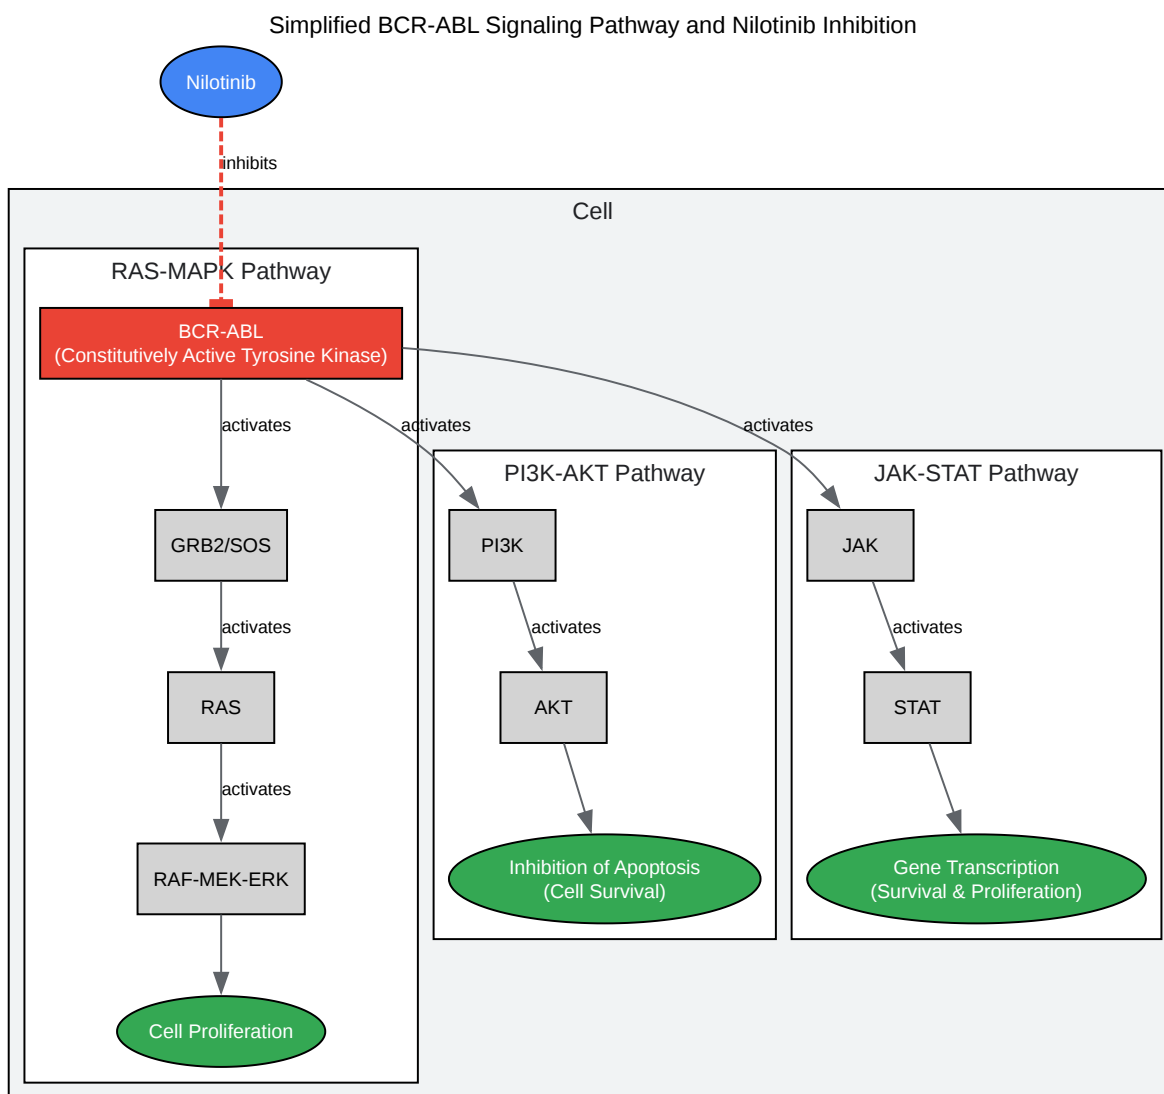 Simplified BCR-ABL Signaling Pathway and Nilotinib Inhibition
Nilotinib
inhibits
Cell
RAS-MAPK Pathway
BCR-ABL
(Constitutively Active Tyrosine Kinase)
activates
activates
activates
PI3K-AKT Pathway
JAK-STAT Pathway
GRB2/SOS
PI3K
JAK
activates
activates
activates
RAS
AKT
STAT
activates
RAF-MEK-ERK
Inhibition of Apoptosis
(Cell Survival)
Gene Transcription
(Survival & Proliferation)
Cell Proliferation